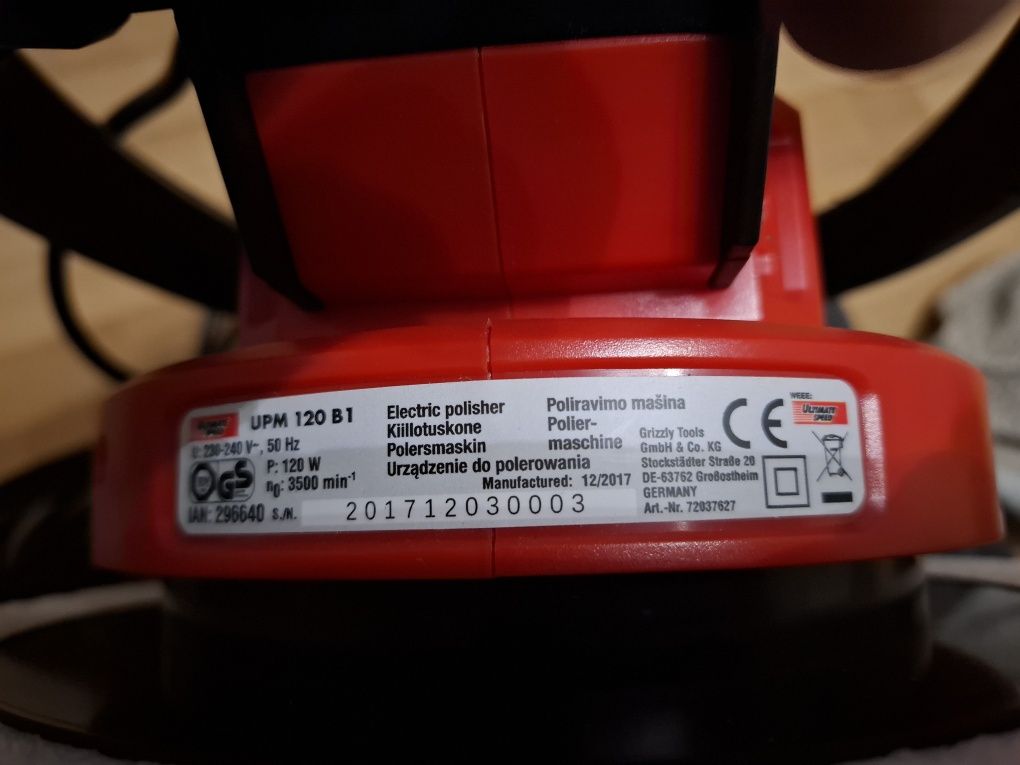 ULTIMATE SPEED
UPM 120 B1
U: 230-240 V~, 50 Hz
P: 120 W
GS
n₀: 3500 min⁻¹
IAN: 296640 S./N. 201712030003
Electric polisher
Kiillotuskone
Polersmaskin
Urządzenie do polerowania
Poliravimo mašina
Polier-
maschine
Manufactured: 12/2017
Grizzly Tools
GmbH & Co. KG
Stockstädter Straße 20
DE-63762 Großostheim
GERMANY
Art.-Nr. 72037627
CE
WEEE:
ULTIMATE
SPEED